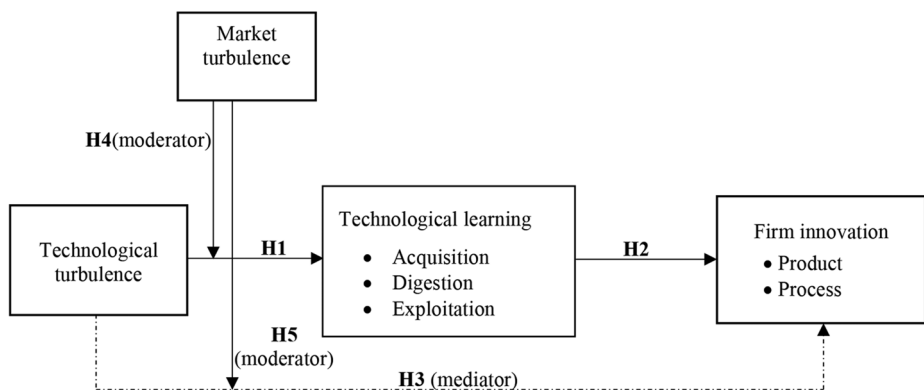 Market
turbulence
H4(moderator)
Technological
turbulence
H1
Technological learning
• Acquisition
• Digestion
• Exploitation
H2
Firm innovation
• Product
• Process
H5
(moderator)
H3 (mediator)